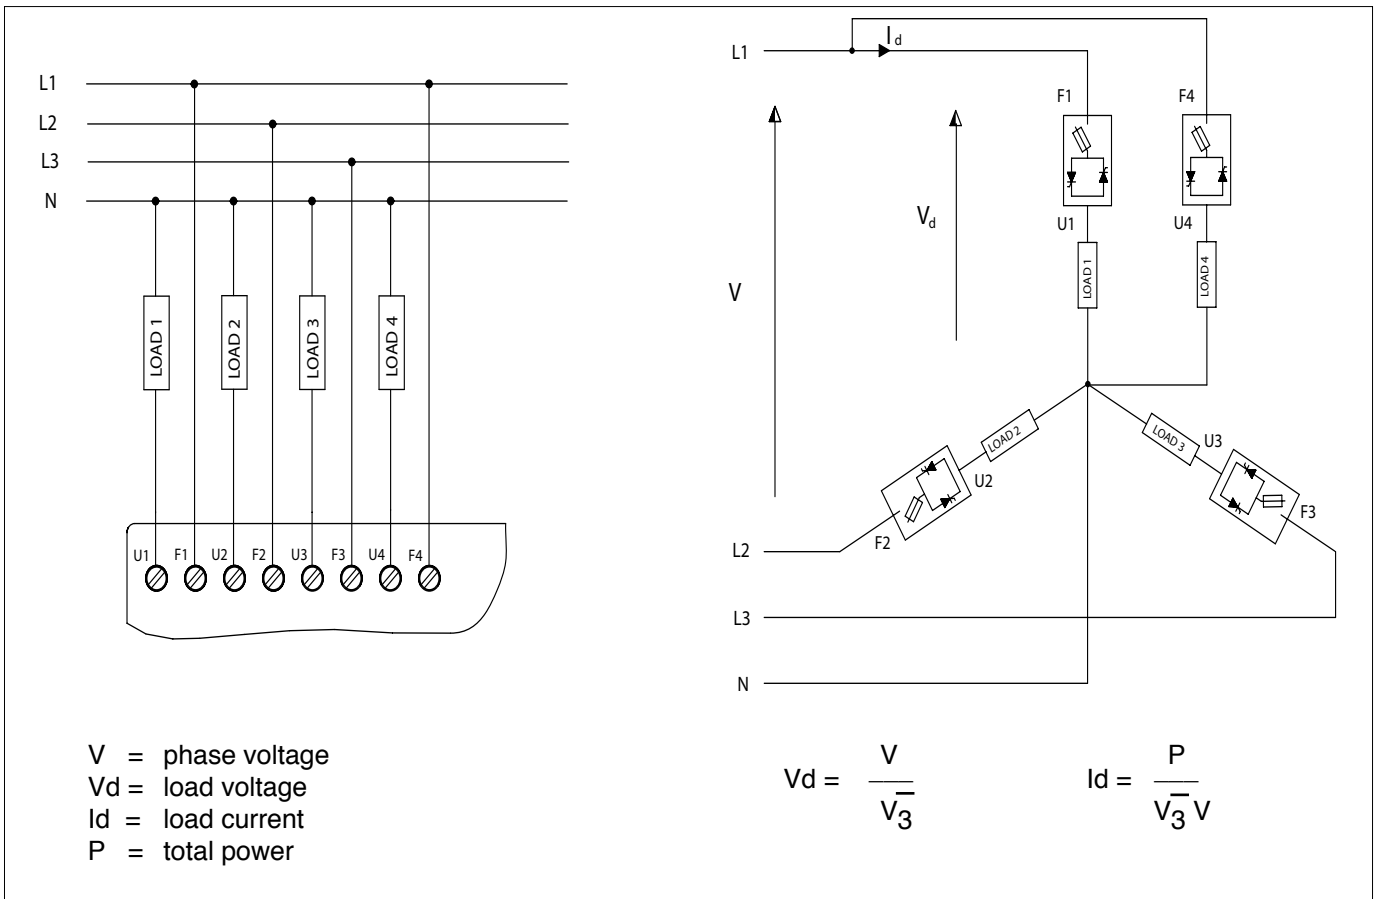 L1
L2
L3
N
LOAD 1
LOAD 2
LOAD 3
LOAD 4
U1 F1 U2 F2 U3 F3 U4 F4
L1
Id
F1 F4
V
Vd
U1 U4
LOAD 1
LOAD 4
LOAD 2
LOAD 3
U2
U3
F2
F3
L2
L3
N
V = phase voltage
Vd = load voltage
Id = load current
P = total power
Vd = V
V3
Id = P
V3 V